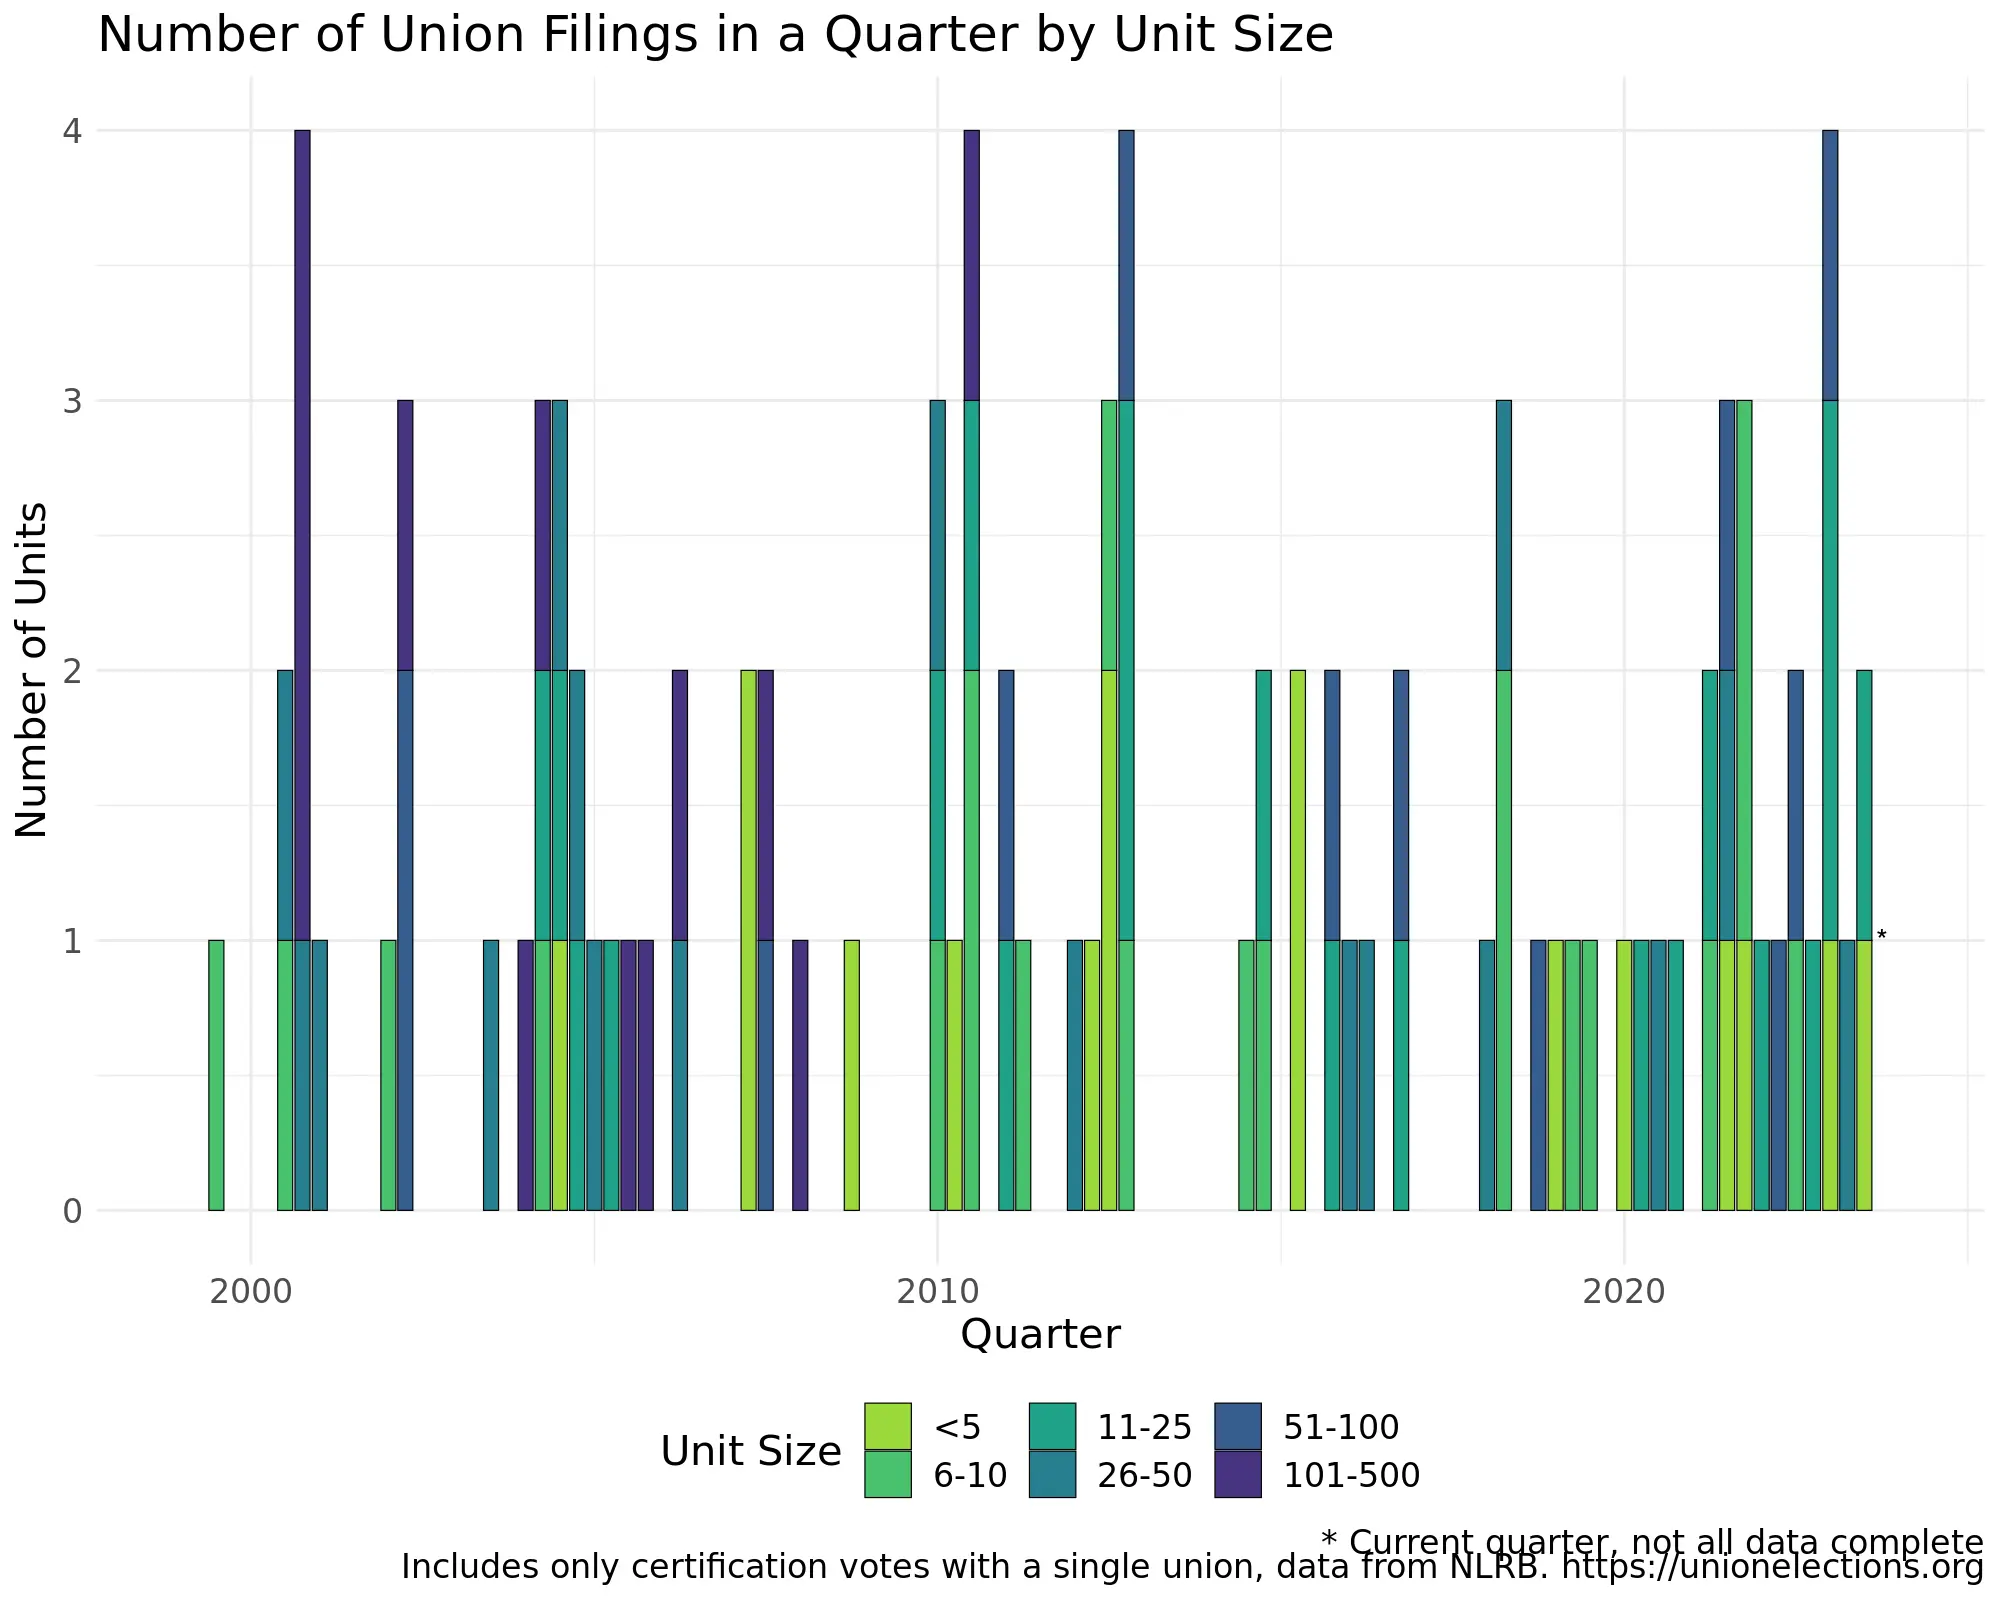 Number of Union Filings in a Quarter by Unit Size
Number of Units
4
3
2
1
0
*
2000 2010 2020
Quarter
Unit Size
<5 11-25 51-100
6-10 26-50 101-500
* Current quarter, not all data complete
Includes only certification votes with a single union, data from NLRB. https://unionelections.org